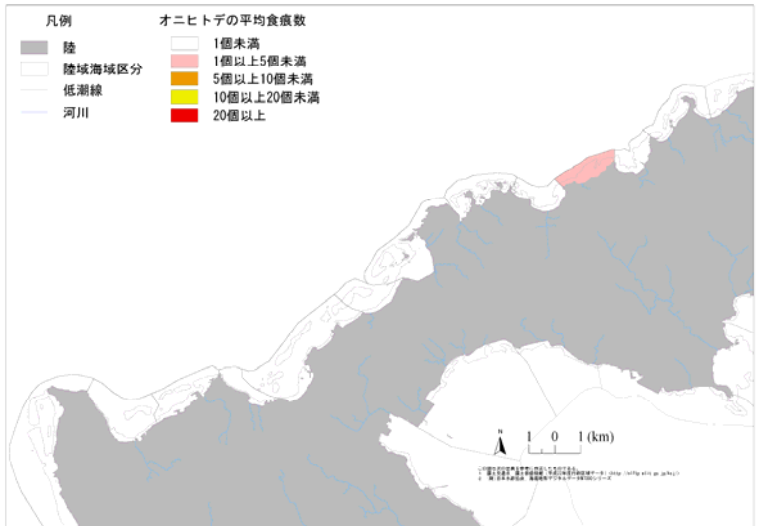 凡例
陸
陸域海域区分
低潮線
河川
オニヒトデの平均食痕数
1個未満
1個以上5個未満
5個以上10個未満
10個以上20個未満
20個以上
N
1 0 1 (km)